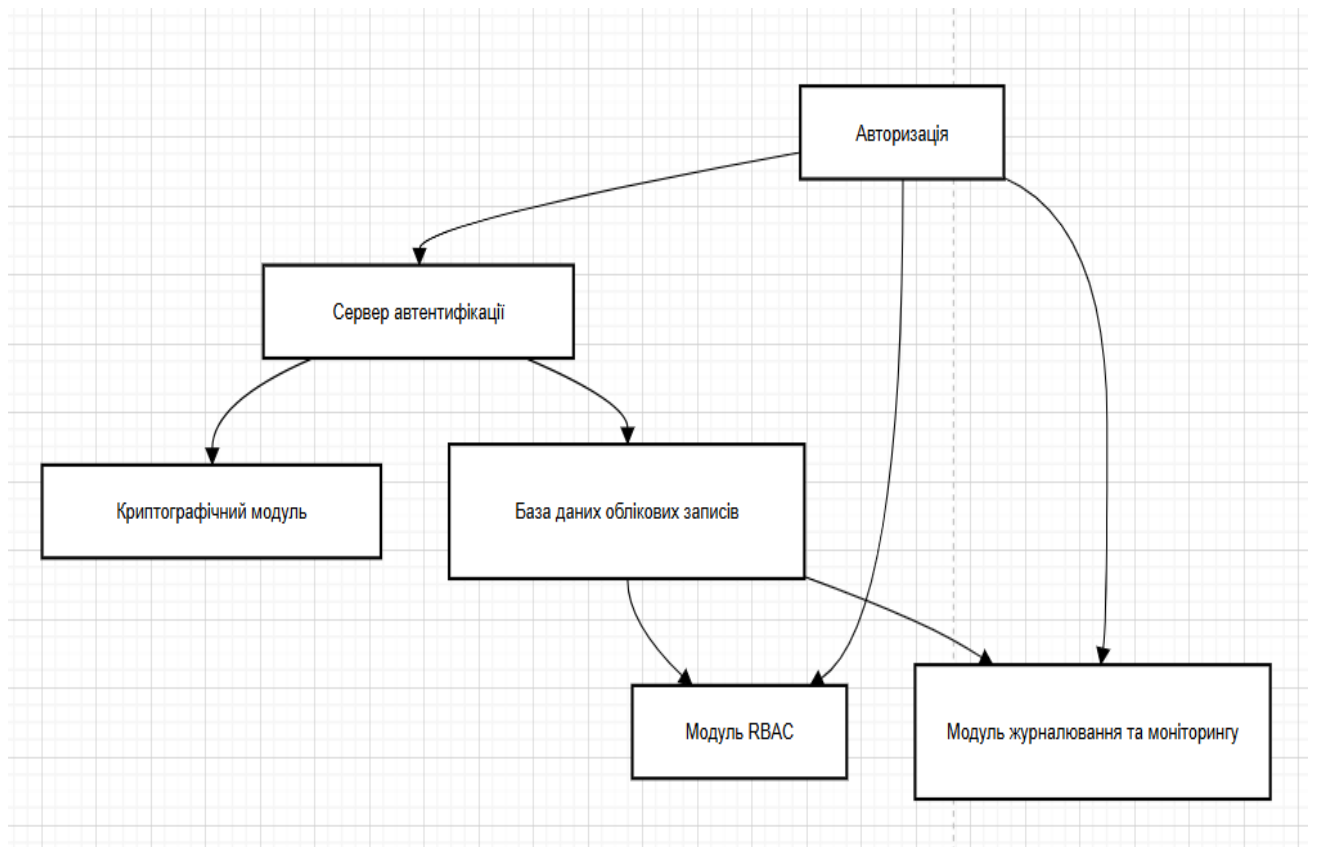 Авторизація
Сервер автентифікації
Криптографічний модуль
База даних облікових записів
Модуль RBAC
Модуль журналювання та моніторингу